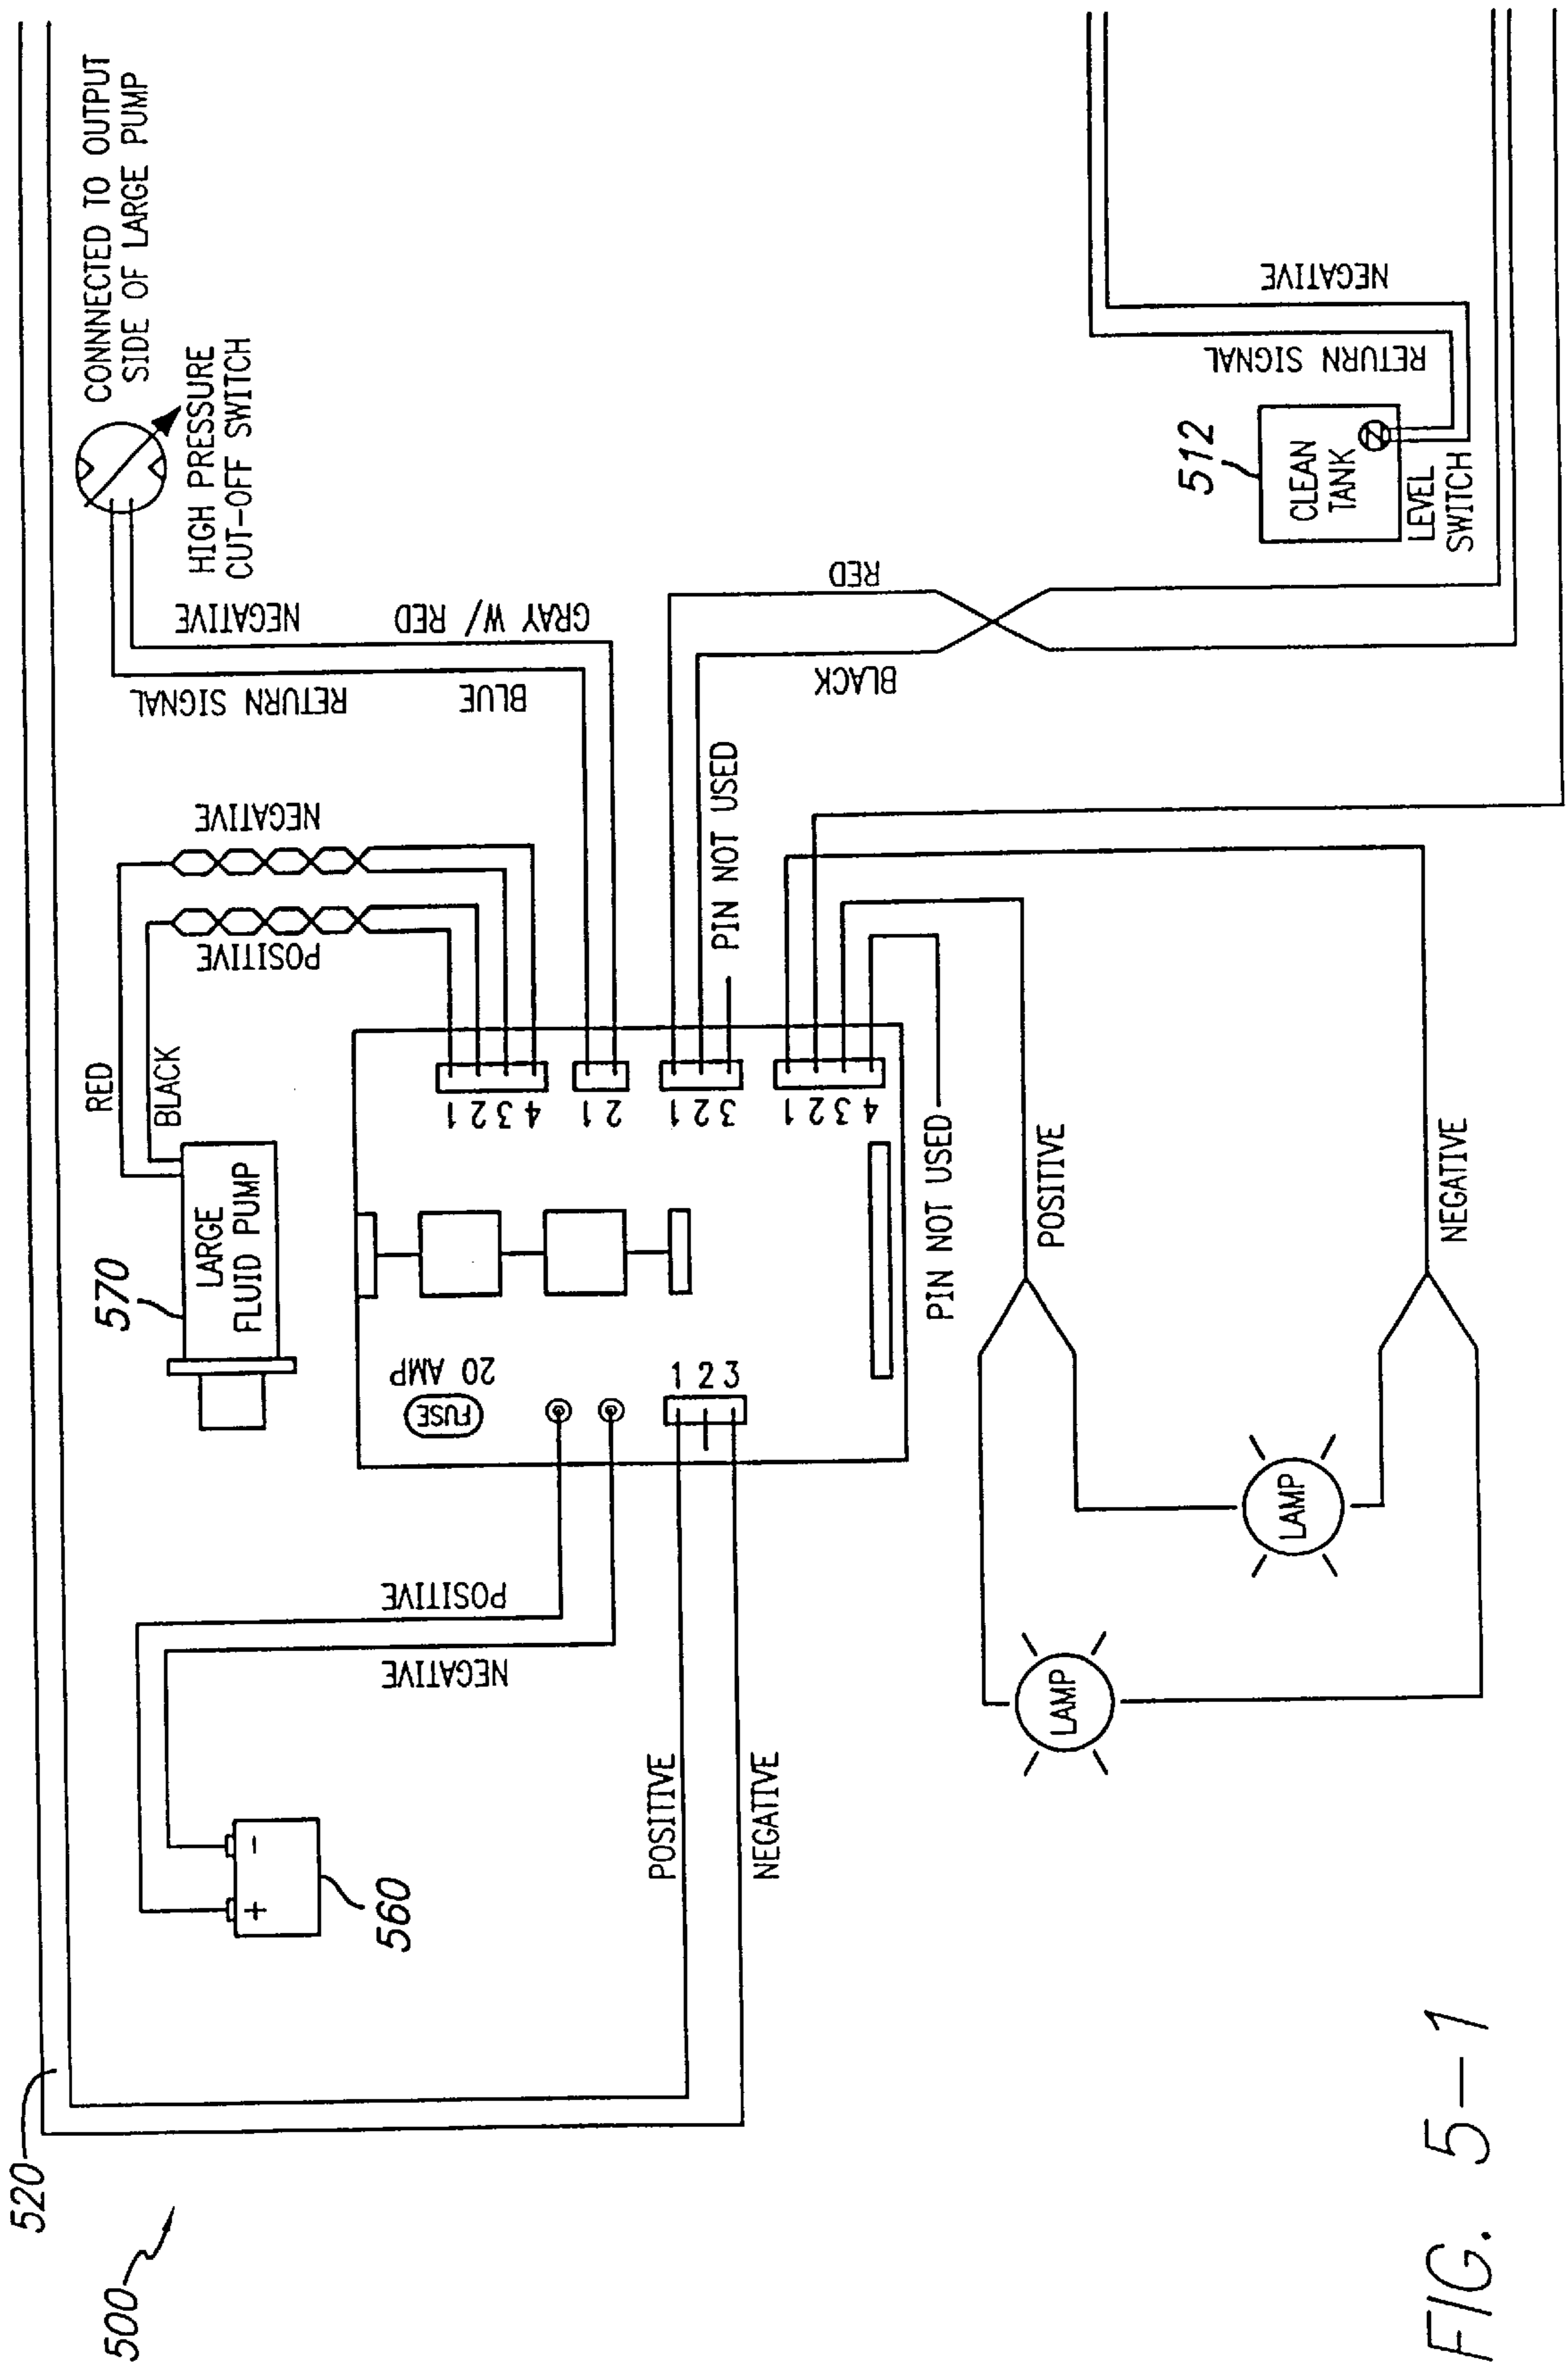 520
500
CONNNECTED TO OUTPUT
SIDE OF LARGE PUMP
HIGH PRESSURE
CUT-OFF SWITCH
NEGATIVE
GRAY W/ RED
RETURN SIGNAL
BLUE
NEGATIVE
POSITIVE
RED
BLACK
570
LARGE
FLUID PUMP
20 AMP
FUSE
1 2 3
1 2 3 4
1 2
1 2 3
1 2 3 4
POSITIVE
NEGATIVE
+ -
560
POSITIVE
NEGATIVE
RED
BLACK
PIN NOT USED
PIN NOT USED
POSITIVE
NEGATIVE
LAMP
LAMP
512
CLEAN
TANK
LEVEL
SWITCH
NEGATIVE
RETURN SIGNAL
FIG. 5-1